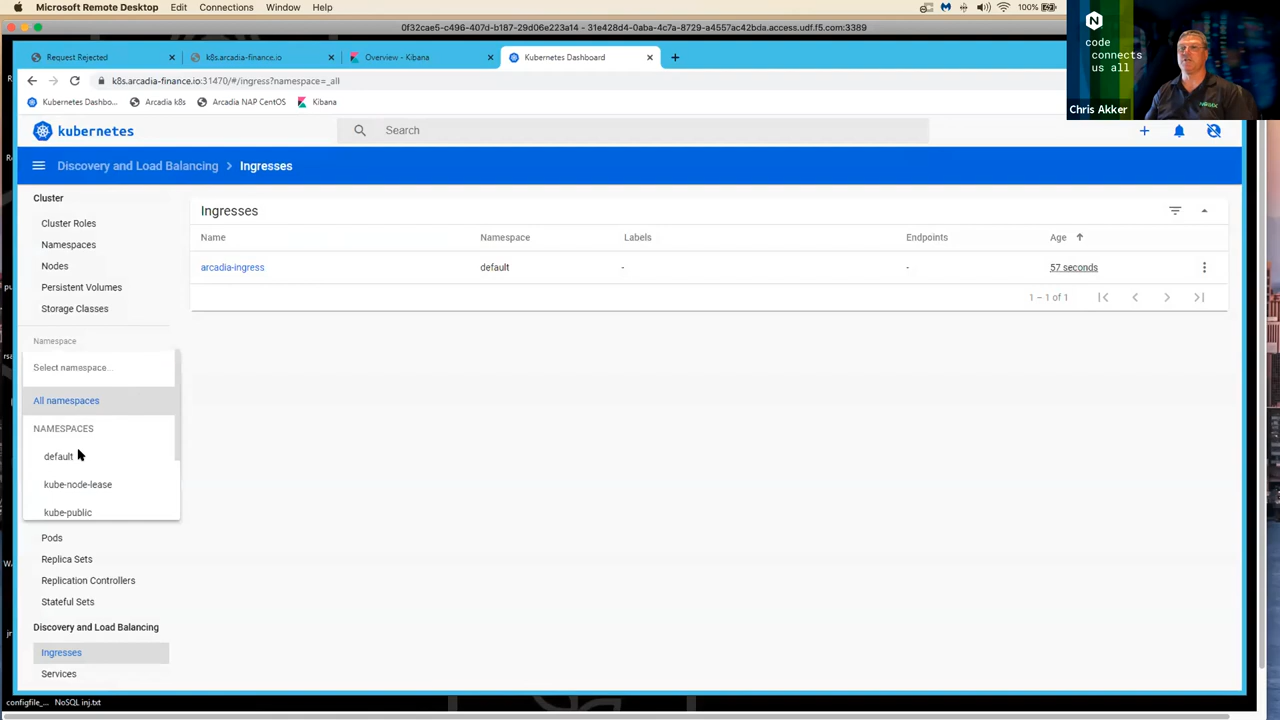 Microsoft Remote Desktop Edit Connections Window Help 100%
0f32cae5-c496-407d-b187-29d06e223a14 - 31e428d4-0aba-4c7a-8729-a4557ac42bda.access.udf.f5.com:3389
Request Rejected
k8s.arcadia-finance.io
Overview - Kibana
Kubernetes Dashboard
k8s.arcadia-finance.io:31470/#/ingress?namespace=_all
Kubernetes Dashbo...
Arcadia k8s
Arcadia NAP CentOS
Kibana
code
connects
us all
Chris Akker
kubernetes
Search
Discovery and Load Balancing > Ingresses
Cluster
Cluster Roles
Namespaces
Nodes
Persistent Volumes
Storage Classes
Namespace
Select namespace...
All namespaces
NAMESPACES
default
kube-node-lease
kube-public
Pods
Replica Sets
Replication Controllers
Stateful Sets
Discovery and Load Balancing
Ingresses
Services
Ingresses
Name Namespace Labels Endpoints Age
arcadia-ingress default - - 57 seconds
1 – 1 of 1
configfile_... NoSQL inj.txt